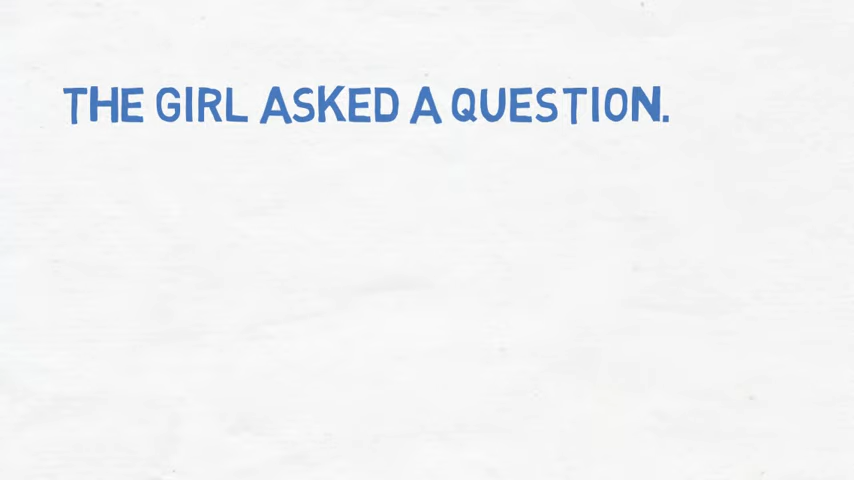 THE GIRL ASKED A QUESTION.